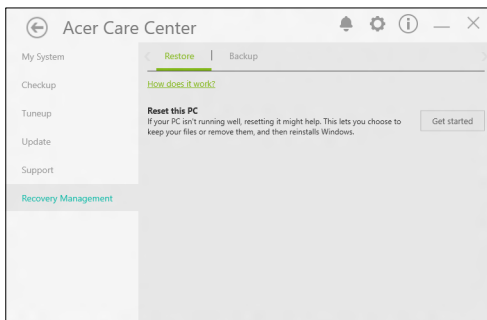 Acer Care Center
My System
Checkup
Tuneup
Update
Support
Recovery Management
Restore | Backup
How does it work?
Reset this PC
If your PC isn't running well, resetting it might help. This lets you choose to
keep your files or remove them, and then reinstalls Windows.
Get started